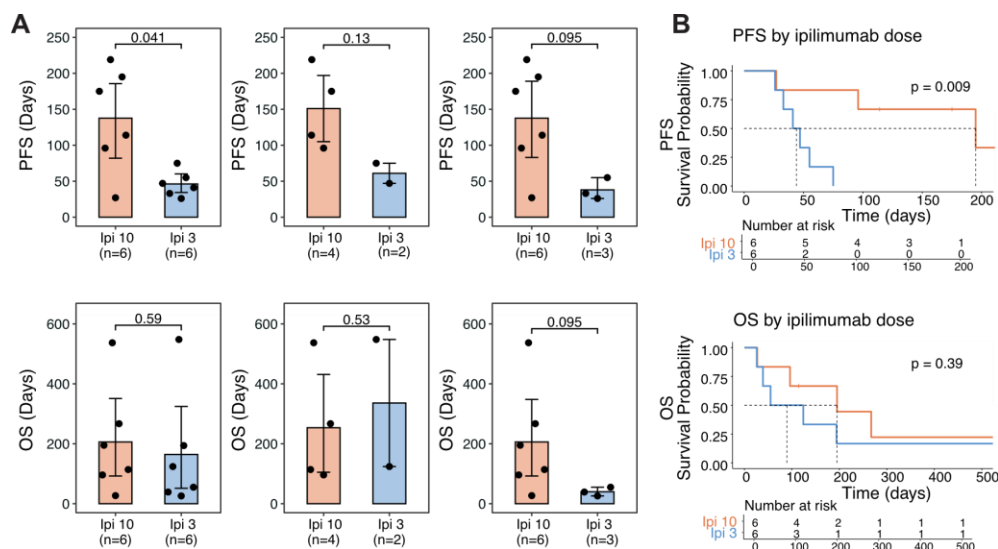 A
PFS (Days)
250
200
150
100
50
0
0.041
Ipi 10
(n=6)
Ipi 3
(n=6)
PFS (Days)
250
200
150
100
50
0
0.13
Ipi 10
(n=4)
Ipi 3
(n=2)
PFS (Days)
250
200
150
100
50
0
0.095
Ipi 10
(n=6)
Ipi 3
(n=3)
OS (Days)
600
400
200
0
0.59
Ipi 10
(n=6)
Ipi 3
(n=6)
OS (Days)
600
400
200
0
0.53
Ipi 10
(n=4)
Ipi 3
(n=2)
OS (Days)
600
400
200
0
0.095
Ipi 10
(n=6)
Ipi 3
(n=3)
B
PFS by ipilimumab dose
PFS
Survival Probability
1.00
0.75
0.50
0.25
0.00
p = 0.009
0 50 100 150 200
Time (days)
Number at risk
Ipi 10 6 5 4 3 1
Ipi 3 6 2 0 0 0
0 50 100 150 200
OS by ipilimumab dose
OS
Survival Probability
1.00
0.75
0.50
0.25
0.00
p = 0.39
0 100 200 300 400 500
Time (days)
Number at risk
Ipi 10 6 4 2 1 1 1
Ipi 3 6 3 1 1 1 1
0 100 200 300 400 500